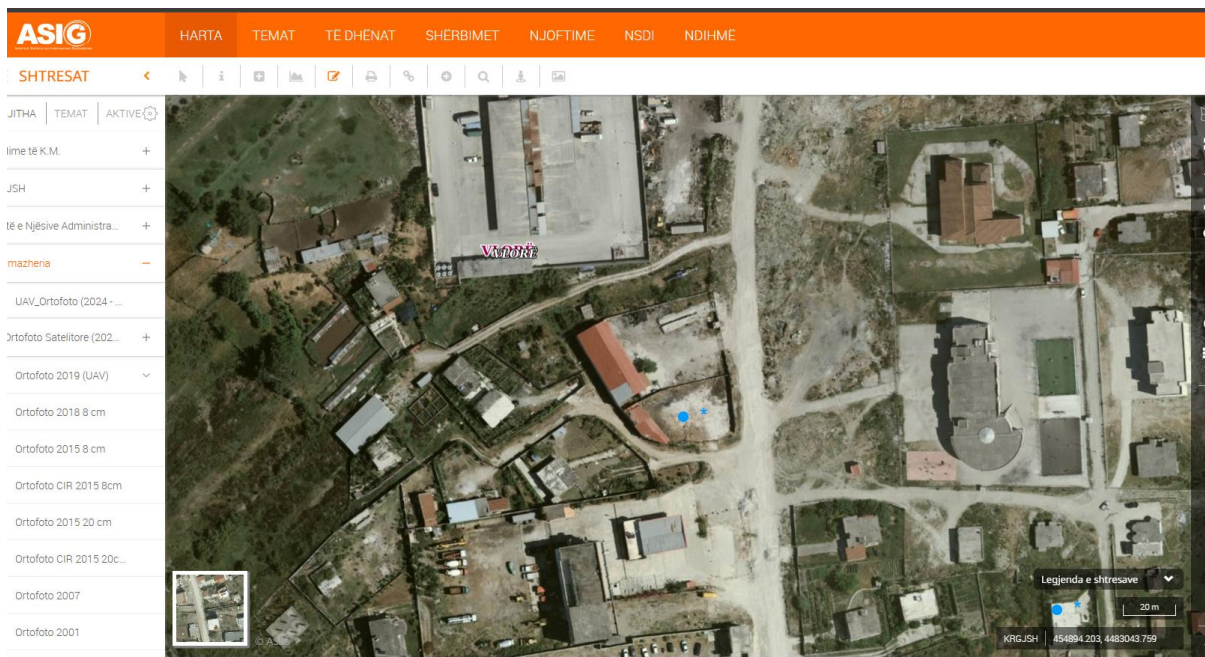 ASIG
HARTA TEMAT TË DHËNAT SHËRBIMET NJOFTIME NSDI NDIHMË
SHTRESAT
JITHA TEMAT AKTIVE
lime të K.M.
JSH
të e Njësive Administra...
mazheria
UAV_Ortofoto (2024 - ...
Ortofoto Satelitore (202...
Ortofoto 2019 (UAV)
Ortofoto 2018 8 cm
Ortofoto 2015 8 cm
Ortofoto CIR 2015 8cm
Ortofoto 2015 20 cm
Ortofoto CIR 2015 20c...
Ortofoto 2007
Ortofoto 2001
VLORË
VLORË
Legjenda e shtresave
20 m
KRGJSH 454894.203, 4483043.759